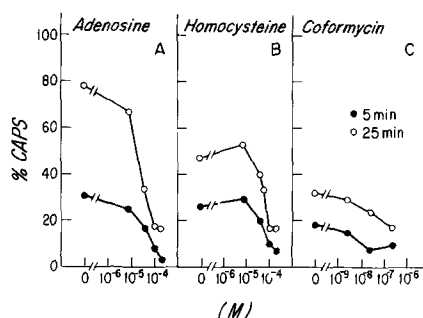 Adenosine Homocysteine Coformycin
A B C
% CAPS
100
80
60
40
20
0
● 5 min
○ 25 min
0 10⁻⁶ 10⁻⁵ 10⁻⁴ 0 10⁻⁶ 10⁻⁵ 10⁻⁴ 0 10⁻⁹ 10⁻⁸ 10⁻⁷ 10⁻⁶
(M)